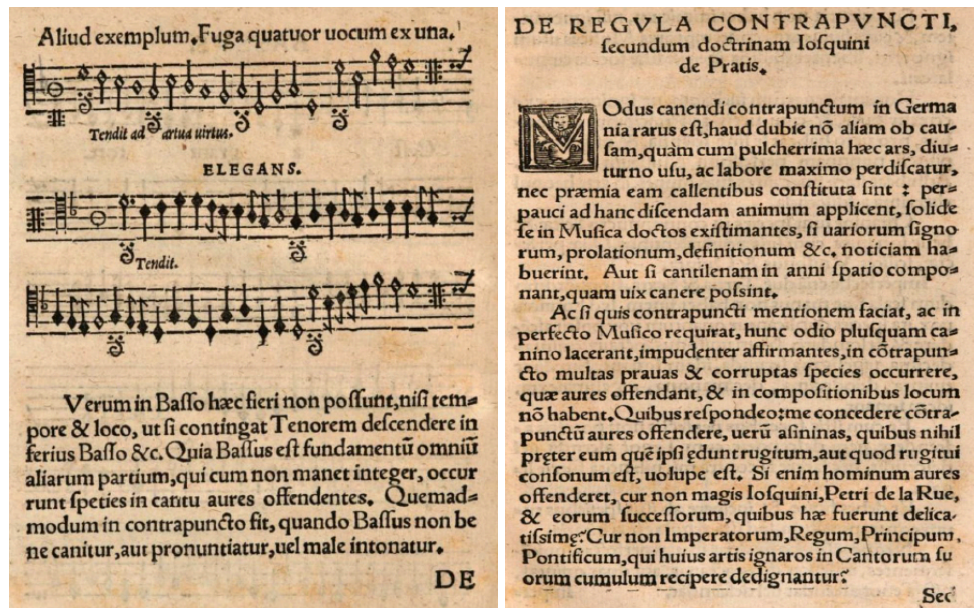 Aliud exemplum. Fuga quatuor uocum ex una.
Tendit ad artua uirtus.
ELEGANS.
Tendit.
Verum in Basso hæc fieri non possunt, nisi tem=
pore & loco, ut si contingat Tenorem descendere in
ferius Basso &c. Quia Bassus est fundamentũ omniũ
aliarum partium, qui cum non manet integer, occur
runt speties in cantu aures offendentes. Quemad=
modum in contrapuncto fit, quando Bassus non be
ne canitur, aut pronuntiatur, uel male intonatur.
DE
DE REGVLA CONTRAPVNCTI,
secundum doctrinam Iosquini
de Pratis.
MOdus canendi contrapunctum in Germa
nia rarus est, haud dubie nõ aliam ob cau=
sam, quàm cum pulcherrima hæc ars, diu=
turno usu, ac labore maximo perdiscatur,
nec præmia eam callentibus constituta sint : per=
pauci ad hanc discendam animum applicent, solide
se in Musica doctos existimantes, si uariorum signo
rum, prolationum, definitionum &c. noticiam ha=
buerint. Aut si cantilenam in anni spatio compo=
nant, quam uix canere possint.
Ac si quis contrapuncti mentionem faciat, ac in
perfecto Musico requirat, hunc odio plusquam ca=
nino lacerant, impudenter affirmantes, in cõtrapun=
cto multas prauas & corruptas species occurrere,
quæ aures offendant, & in compositionibus locum
nõ habent. Quibus respondeo: me concedere cõtra=
punctũ aures offendere, uerũ asininas, quibus nihil
pręter eum quẽ ipsi ędunt rugitum, aut quod rugitui
consonum est, uolupe est. Si enim hominum aures
offenderet, cur non magis Iosquini, Petri de la Rue,
& eorum successorum, quibus hæ fuerunt delica=
tissimę? Cur non Imperatorum, Regum, Principum,
Pontificum, qui huius artis ignaros in Cantorum su
orum cumulum recipere dedignantur?
Sec